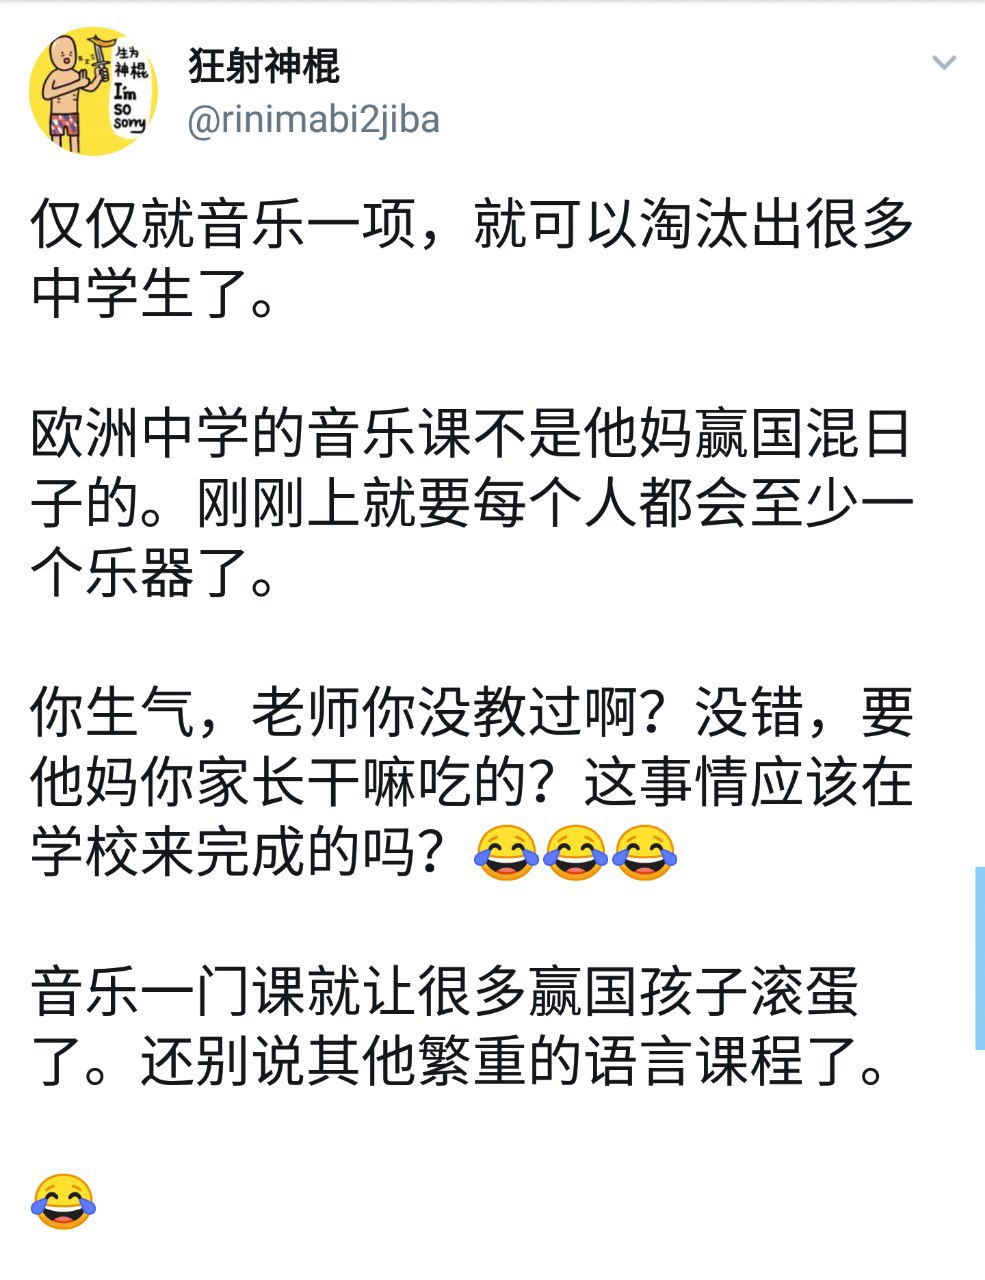 生为
神棍
I'm
so
sorry
狂射神棍
@rinimabi2jiba
仅仅就音乐一项，就可以淘汰出很多
中学生了。
欧洲中学的音乐课不是他妈赢国混日
子的。刚刚上就要每个人都会至少一
个乐器了。
你生气，老师你没教过啊？没错，要
他妈你家长干嘛吃的？这事情应该在
学校来完成的吗？😂😂😂
音乐一门课就让很多赢国孩子滚蛋
了。还别说其他繁重的语言课程了。
😂